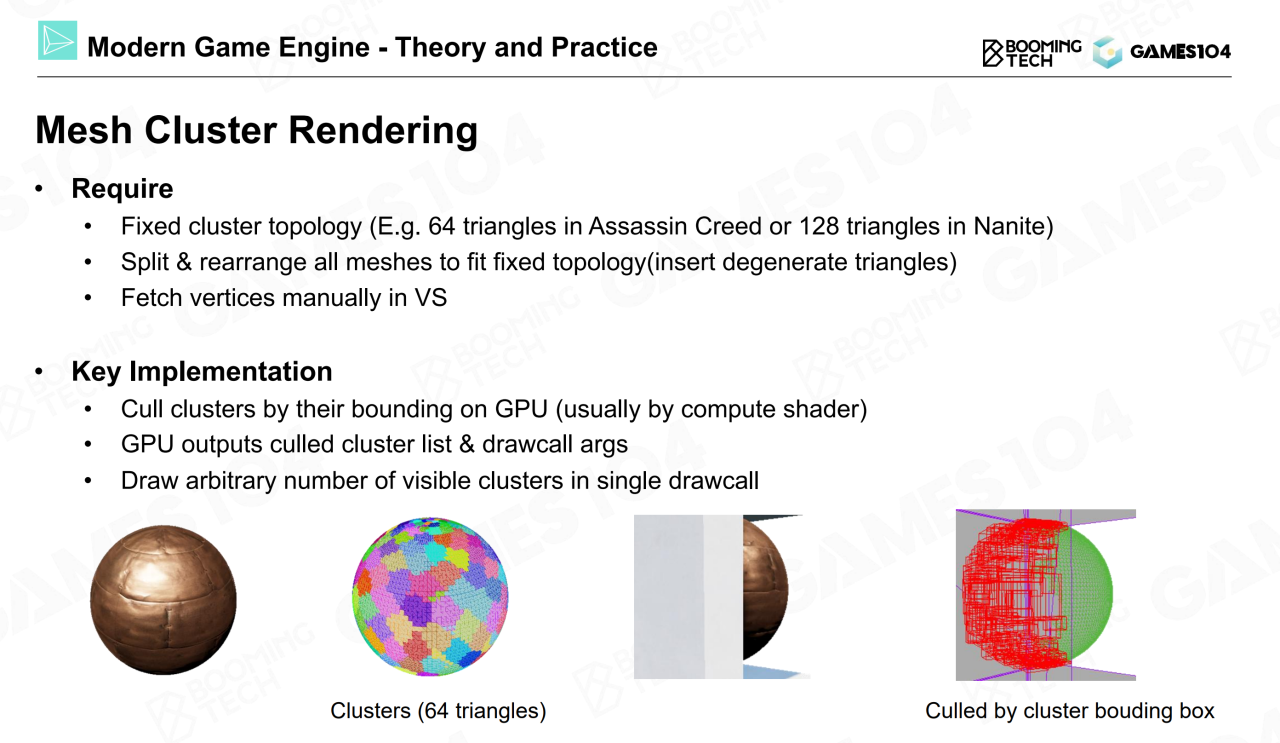 Modern Game Engine - Theory and Practice
BOOMING
TECH
GAMES104
Mesh Cluster Rendering
• Require
• Fixed cluster topology (E.g. 64 triangles in Assassin Creed or 128 triangles in Nanite)
• Split & rearrange all meshes to fit fixed topology(insert degenerate triangles)
• Fetch vertices manually in VS
• Key Implementation
• Cull clusters by their bounding on GPU (usually by compute shader)
• GPU outputs culled cluster list & drawcall args
• Draw arbitrary number of visible clusters in single drawcall
Clusters (64 triangles)
Culled by cluster bouding box